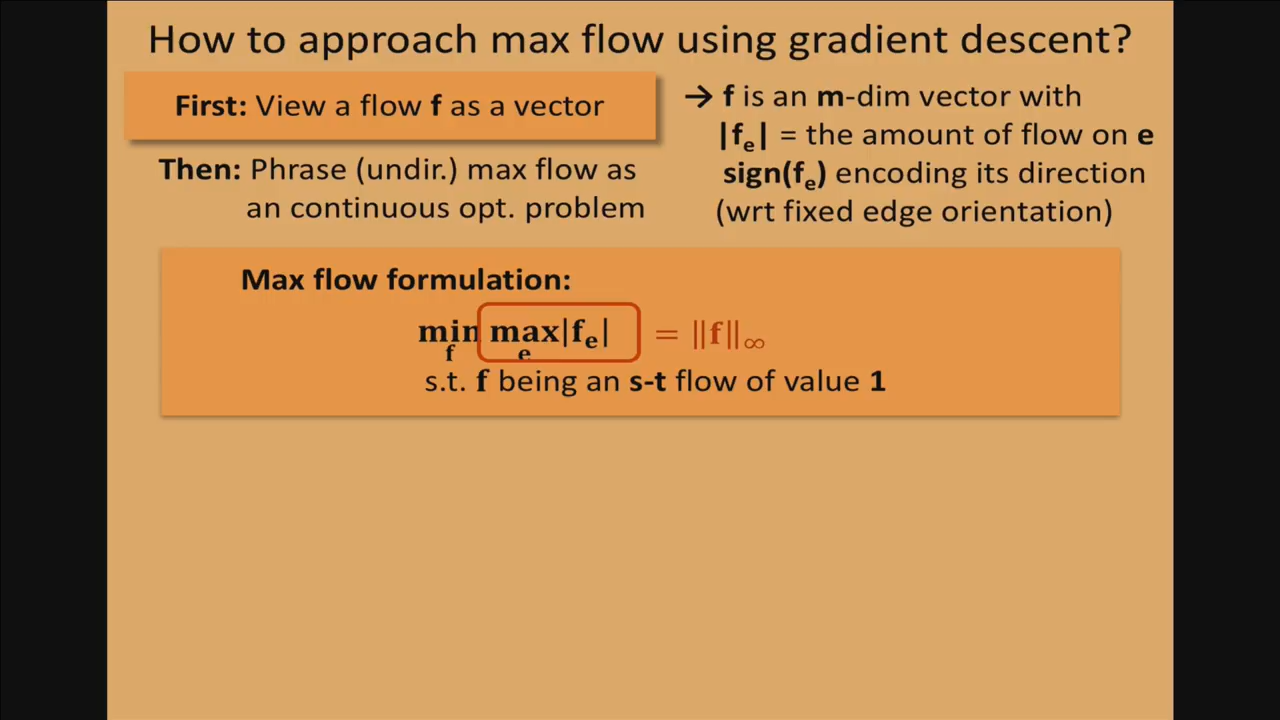 How to approach max flow using gradient descent?
First: View a flow f as a vector
Then: Phrase (undir.) max flow as
an continuous opt. problem
→ f is an m-dim vector with
|fₑ| = the amount of flow on e
sign(fₑ) encoding its direction
(wrt fixed edge orientation)
Max flow formulation:
min max|fₑ| = ‖f‖∞
f e
s.t. f being an s-t flow of value 1